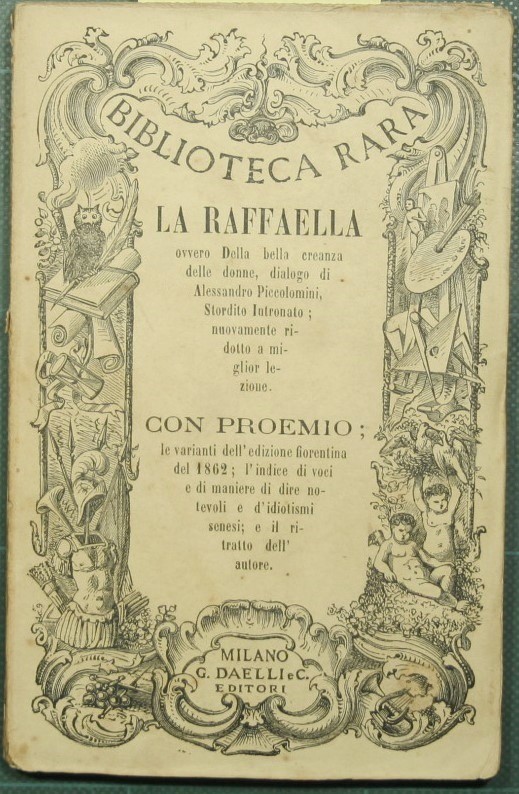 BIBLIOTECA RARA
LA RAFFAELLA
ovvero Della bella creanza
delle donne, dialogo di
Alessandro Piccolomini,
Stordito Iutronato ;
nuovamente ri-
dotto a mi-
glior le-
zione.
CON PROEMIO ;
le varianti dell'edizione fiorentina
del 1862 ; l'indice di voci
e di maniere di dire no-
tevoli e d'idiotismi
senesi; e il ri-
tratto dell'
autore.
MILANO
G. DAELLI e C.
EDITORI